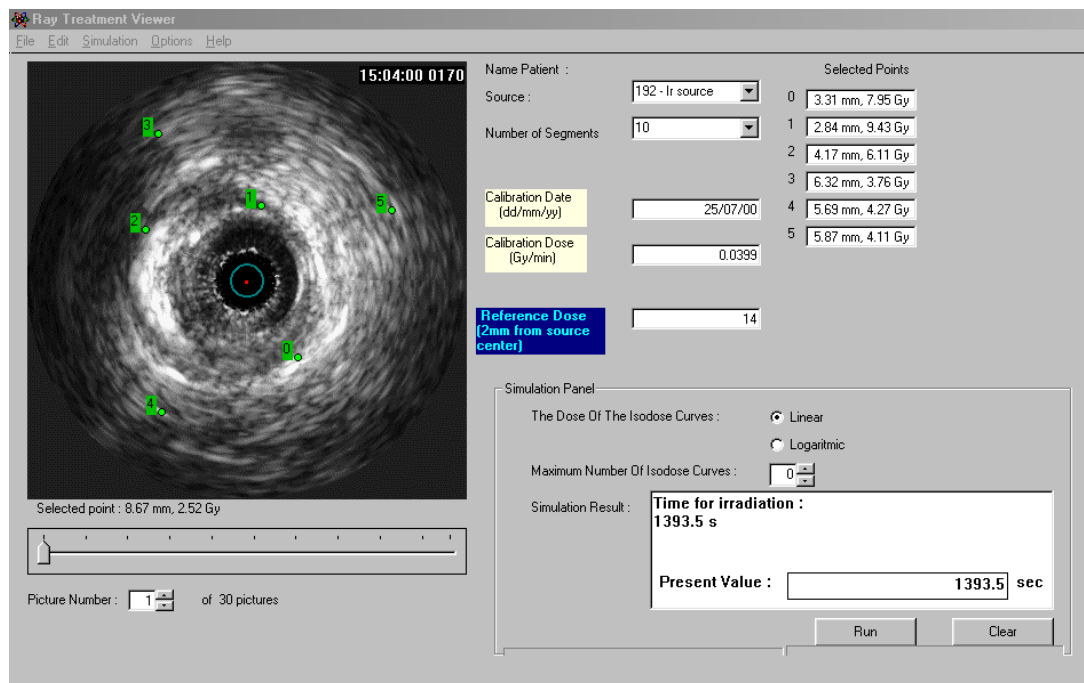 Ray Treatment Viewer
File Edit Simulation Options Help
15:04:00 0170
3
1
5
2
0
4
Selected point : 8.67 mm, 2.52 Gy
Picture Number : 1 of 30 pictures
Name Patient :
Source : 192 - Ir source
Number of Segments 10
Calibration Date
(dd/mm/yy)
25/07/00
Calibration Dose
(Gy/min)
0.0399
Reference Dose
(2mm from source
center)
14
Selected Points
0 3.31 mm, 7.95 Gy
1 2.84 mm, 9.43 Gy
2 4.17 mm, 6.11 Gy
3 6.32 mm, 3.76 Gy
4 5.69 mm, 4.27 Gy
5 5.87 mm, 4.11 Gy
Simulation Panel
The Dose Of The Isodose Curves : Linear
Logaritmic
Maximum Number Of Isodose Curves : 0
Simulation Result :
Time for irradiation :
1393.5 s
Present Value : 1393.5 sec
Run Clear